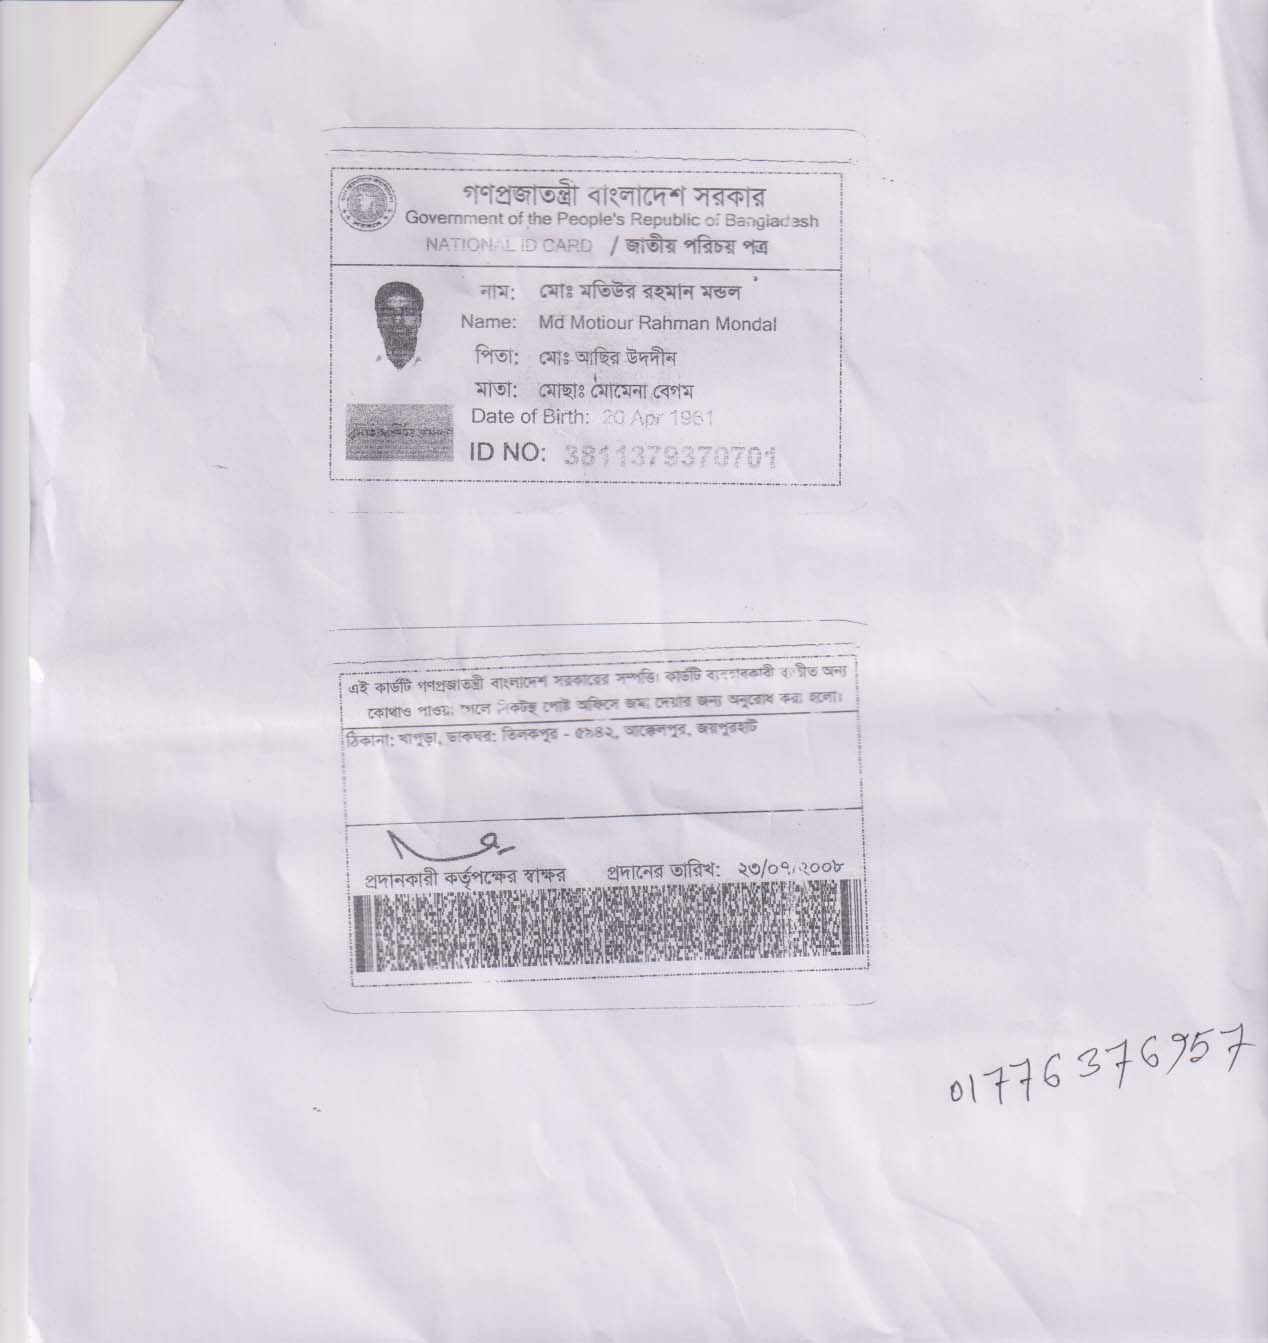 গণপ্রজাতন্ত্রী বাংলাদেশ সরকার
Government of the People's Republic of Bangladesh
NATIONAL ID CARD / জাতীয় পরিচয় পত্র
নাম: মোঃ মতিউর রহমান মন্ডল
Name: Md Motiour Rahman Mondal
পিতা: মোঃ আছির উদদীন
মাতা: মোছাঃ মোমেনা বেগম
Date of Birth: 20 Apr 1961
ID NO: 3811379370701
এই কার্ডটি গণপ্রজাতন্ত্রী বাংলাদেশ সরকারের সম্পত্তি। কার্ডটি ব্যবহারকারী ব্যতীত অন্য
কোথাও পাওয়া গেলে নিকটস্থ পোষ্ট অফিসে জমা দেয়ার জন্য অনুরোধ করা হলো।
ঠিকানা: ডাকঘর: তিলকপুর - ৫৯৪২, আক্কেলপুর, জয়পুরহাট
প্রদানকারী কর্তৃপক্ষের স্বাক্ষর প্রদানের তারিখ: ২৩/০৭/২০০৮
01776376957